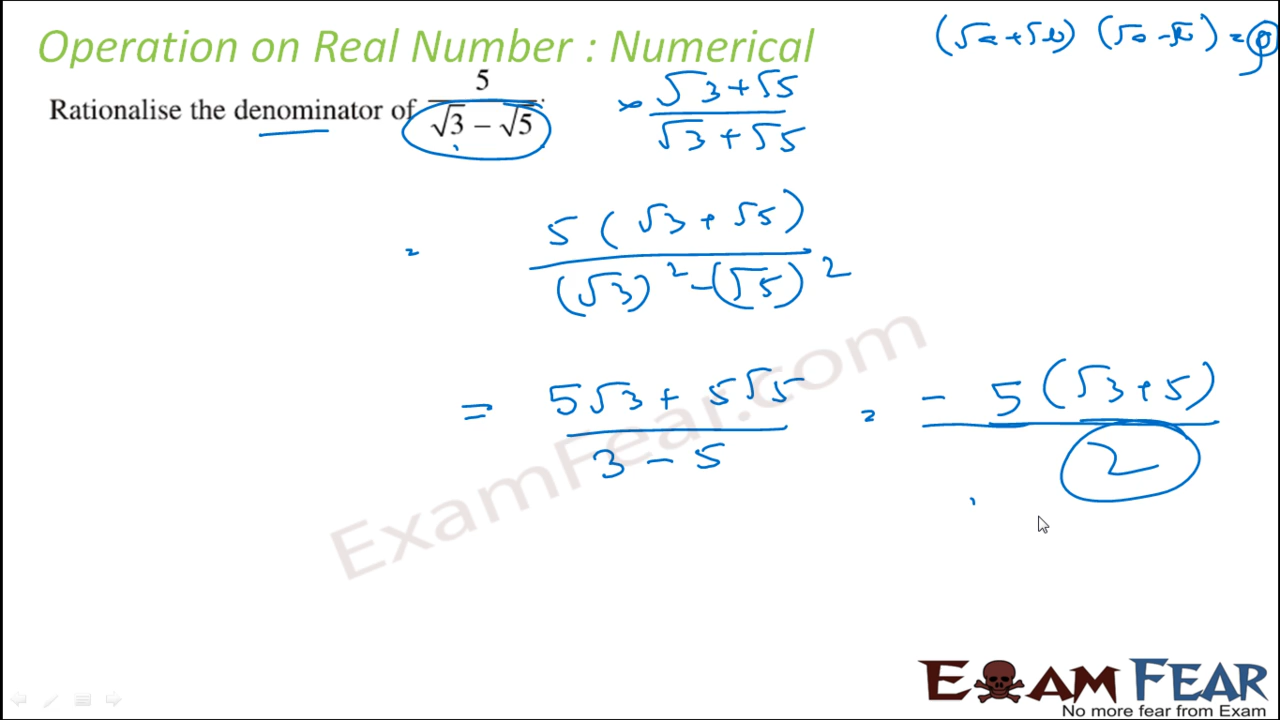 Operation on Real Number : Numerical
(√a+√b) (√a-√b) =
Rationalise the denominator of 5/(√3 – √5).
× (√3+√5)/(√3+√5)
= 5(√3+√5)/((√3)²-(√5)²)
= (5√3+5√5)/(3-5) = -5(√3+5)/2
ExamFear.com
EXAM FEAR
No more fear from Exam